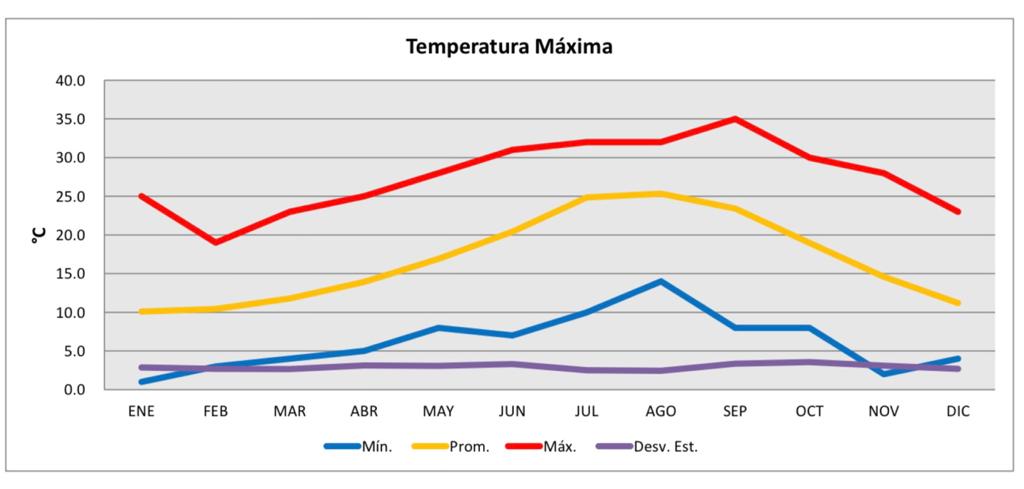 Temperatura Máxima
40.0
35.0
30.0
25.0
20.0
15.0
10.0
5.0
0.0
°C
ENE FEB MAR ABR MAY JUN JUL AGO SEP OCT NOV DIC
Mín. Prom. Máx. Desv. Est.